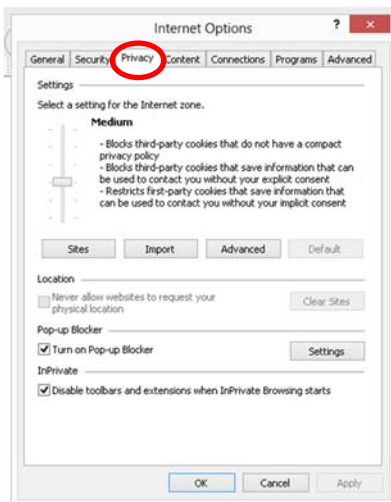 Internet Options ?
General Security Privacy Content Connections Programs Advanced
Settings
Select a setting for the Internet zone.
Medium
- Blocks third-party cookies that do not have a compact
privacy policy
- Blocks third-party cookies that save information that can
be used to contact you without your explicit consent
- Restricts first-party cookies that save information that
can be used to contact you without your implicit consent
Sites Import Advanced Default
Location
Never allow websites to request your
physical location
Clear Sites
Pop-up Blocker
Turn on Pop-up Blocker Settings
InPrivate
Disable toolbars and extensions when InPrivate Browsing starts
OK Cancel Apply